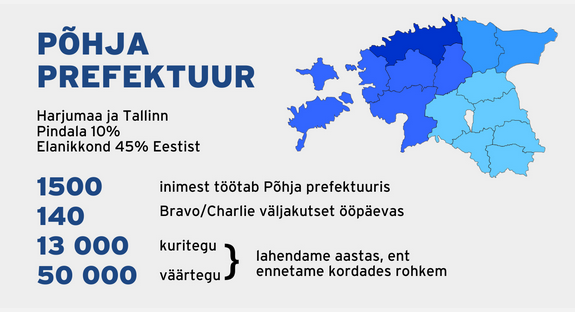 PÕHJA
PREFEKTUUR
Harjumaa ja Tallinn
Pindala 10%
Elanikkond 45% Eestist
1500 inimest töötab Põhja prefektuuris
140 Bravo/Charlie väljakutset ööpäevas
13 000 kuritegu
50 000 väärtegu
lahendame aastas, ent
ennetame kordades rohkem